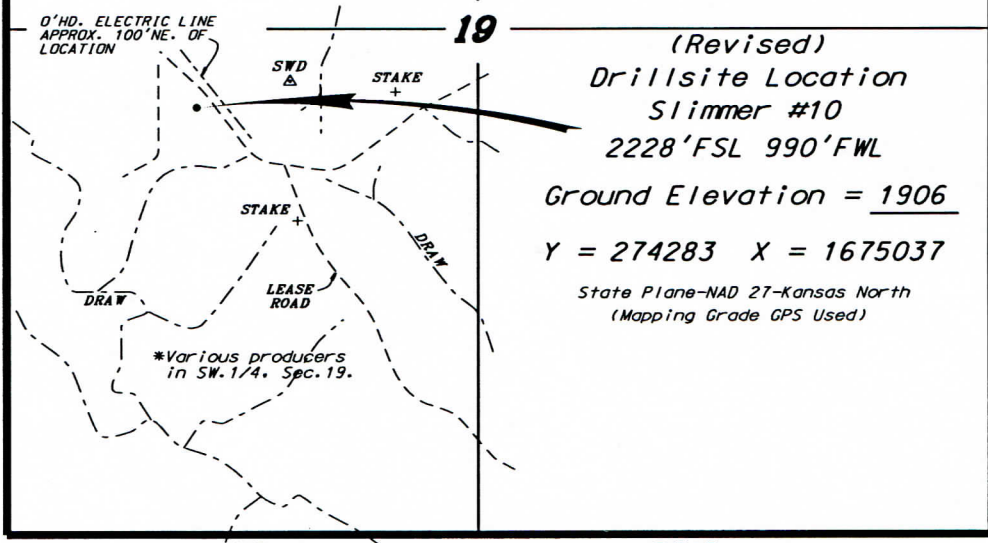 O'HD. ELECTRIC LINE
APPROX. 100'NE. OF
LOCATION
19
SWD
STAKE
(Revised)
Drillsite Location
Slimmer #10
2228'FSL 990'FWL
Ground Elevation = 1906
Y = 274283 X = 1675037
State Plane-NAD 27-Kansas North
(Mapping Grade GPS Used)
STAKE
DRAW
LEASE
ROAD
DRAW
*Various producers
in SW.1/4. Sec.19.